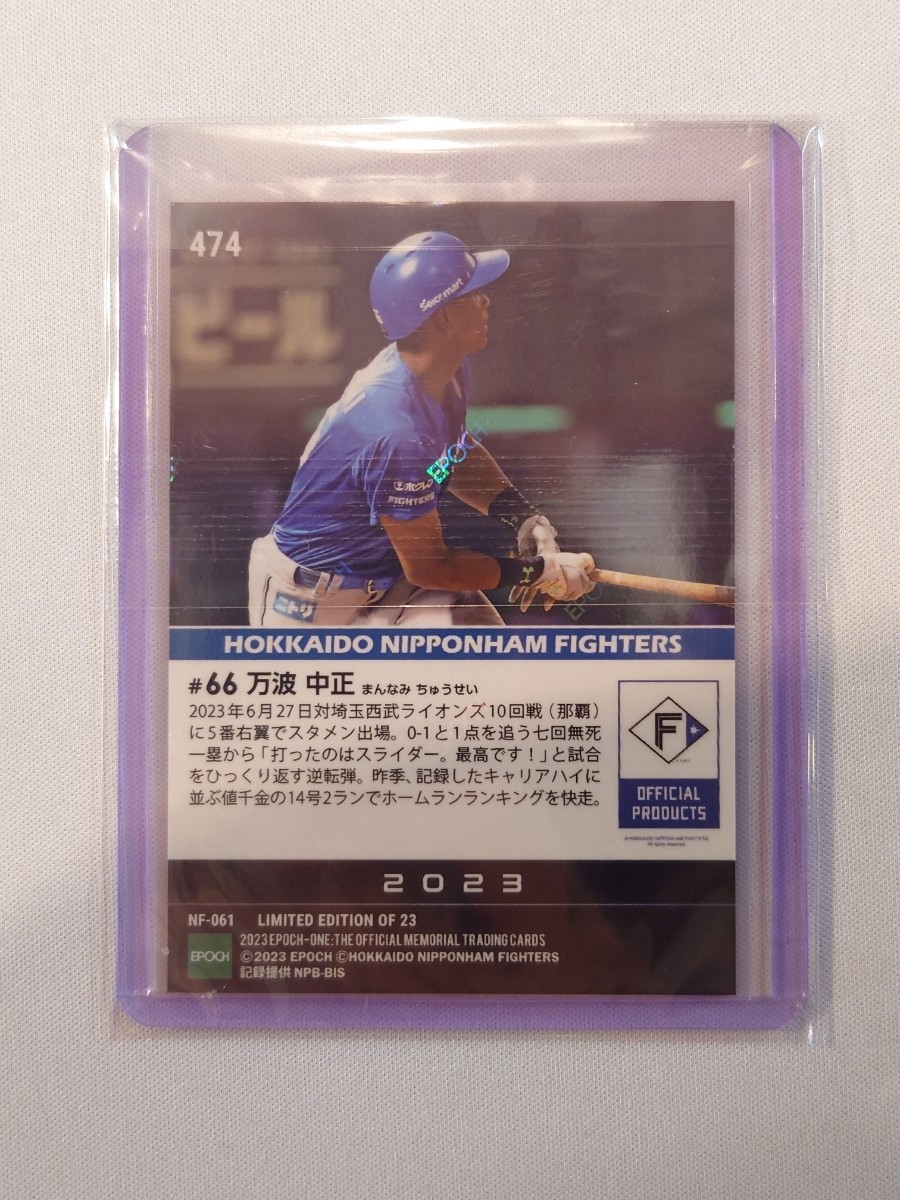 474
ビール
Seicomart
EPOCH
ホクレン
FIGHTERS
ニトリ
HOKKAIDO NIPPONHAM FIGHTERS
#66 万波 中正 まんなみ ちゅうせい
2023年6月27日対埼玉西武ライオンズ10回戦（那覇）
に5番右翼でスタメン出場。0-1と1点を追う七回無死
一塁から「打ったのはスライダー。最高です！」と試合
をひっくり返す逆転弾。昨季、記録したキャリアハイに
並ぶ値千金の14号2ランでホームランランキングを快走。
F
OFFICIAL
PRODUCTS
©HOKKAIDO NIPPONHAM FIGHTERS
All rights reserved.
2023
NF-061 LIMITED EDITION OF 23
EPOCH
2023 EPOCH-ONE:THE OFFICIAL MEMORIAL TRADING CARDS
©2023 EPOCH ©HOKKAIDO NIPPONHAM FIGHTERS
記録提供 NPB-BIS